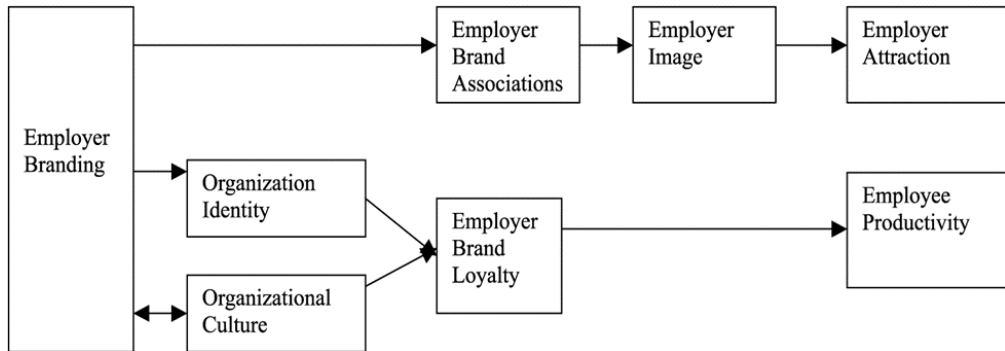 Employer
Branding
Employer
Brand
Associations
Employer
Image
Employer
Attraction
Organization
Identity
Employer
Brand
Loyalty
Employee
Productivity
Organizational
Culture